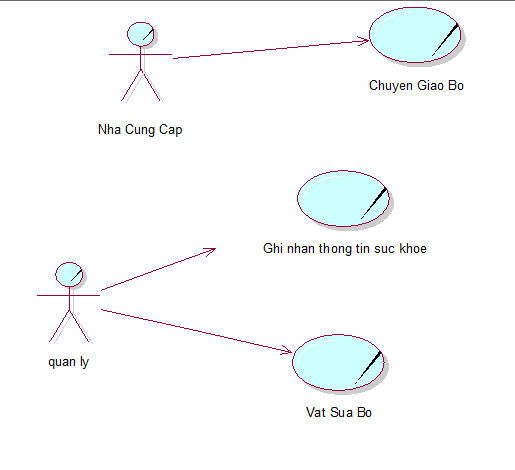 Chuyen Giao Bo
Nha Cung Cap
Ghi nhan thong tin suc khoe
quan ly
Vat Sua Bo